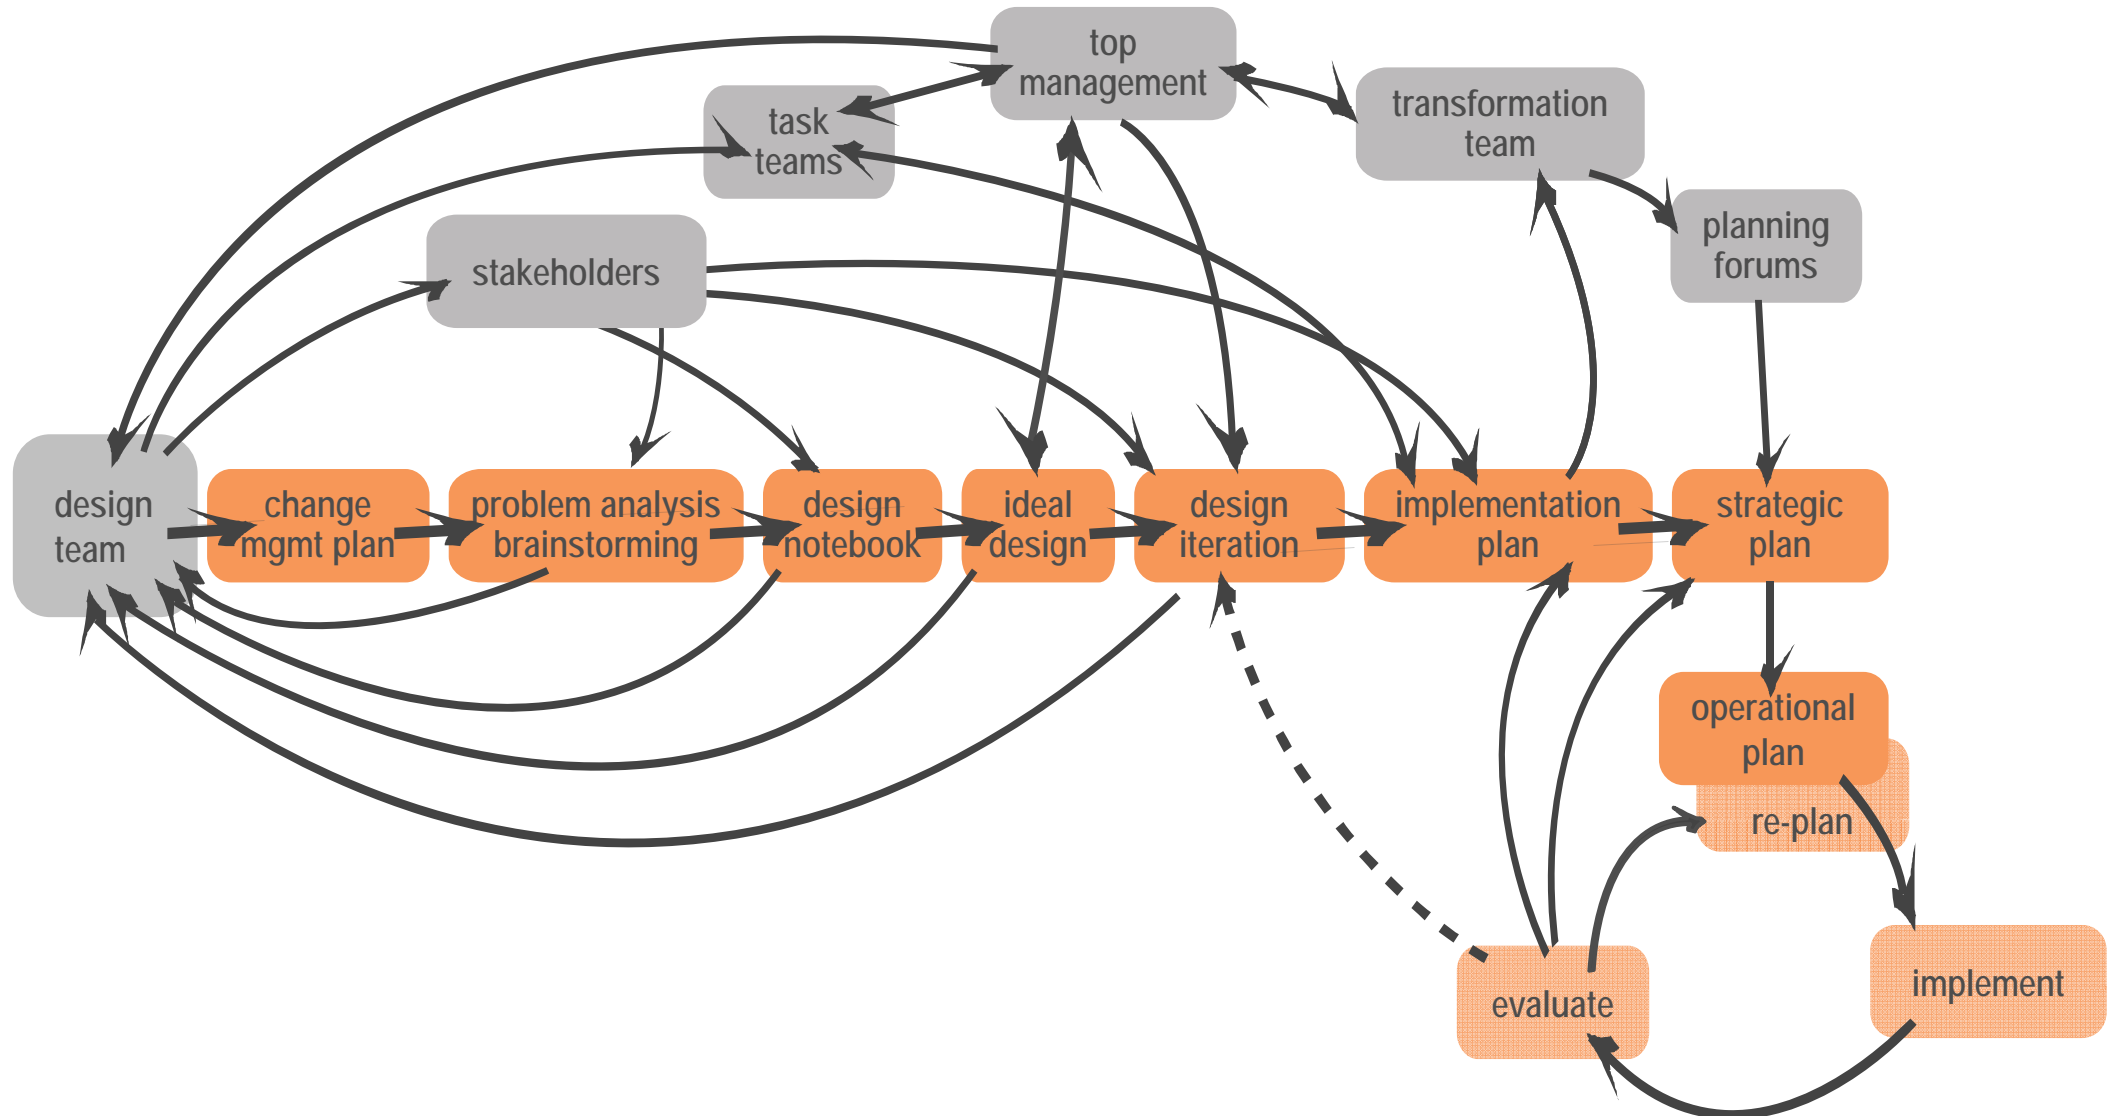 top
management
transformation
team
task
teams
planning
forums
stakeholders
design
team
change
mgmt plan
problem analysis
brainstorming
design
notebook
ideal
design
design
iteration
implementation
plan
strategic
plan
operational
plan
re-plan
implement
evaluate